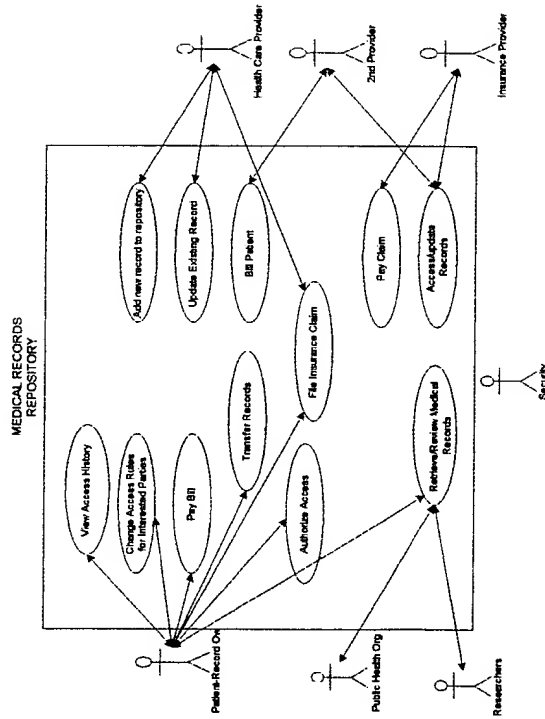 MEDICAL RECORDS
REPOSITORY
View Access History
Change Access Rules
for Interested Parties
Pay Bill
Transfer Records
File Insurance Claim
Authorize Access
Retrieve/Review Medical
Records
Add new record to repository
Update Existing Record
Bill Patient
Pay Claim
Access/update
Records
Patient-Record Ow
Public Health Org
Researchers
Health Care Provider
2nd Provider
Insurance Provider
Security